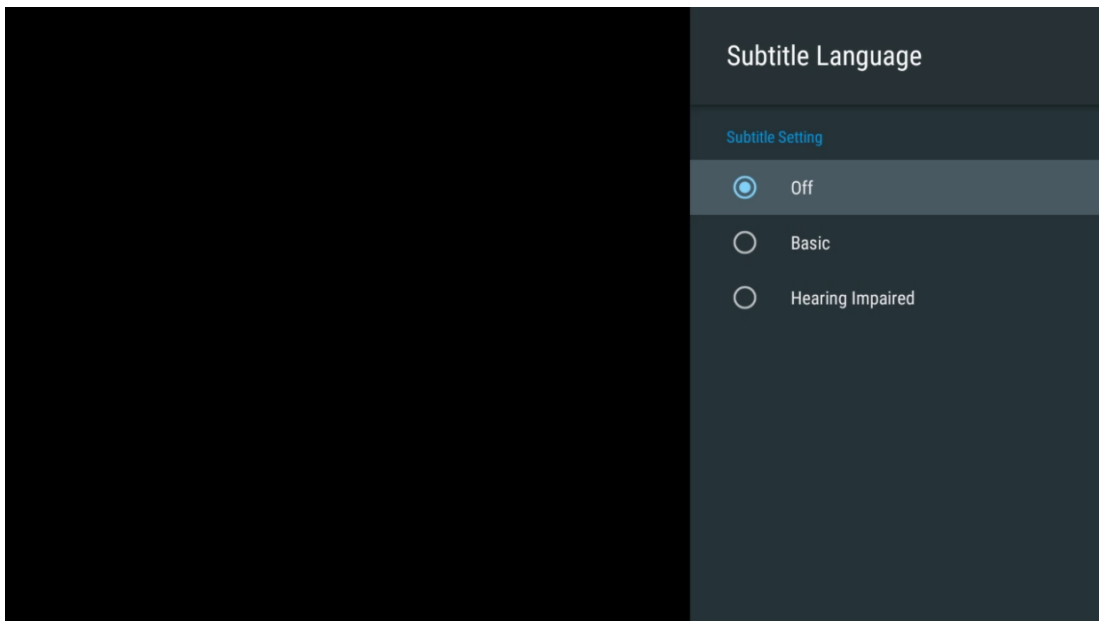 Subtitle Language
Subtitle Setting
Off
Basic
Hearing Impaired